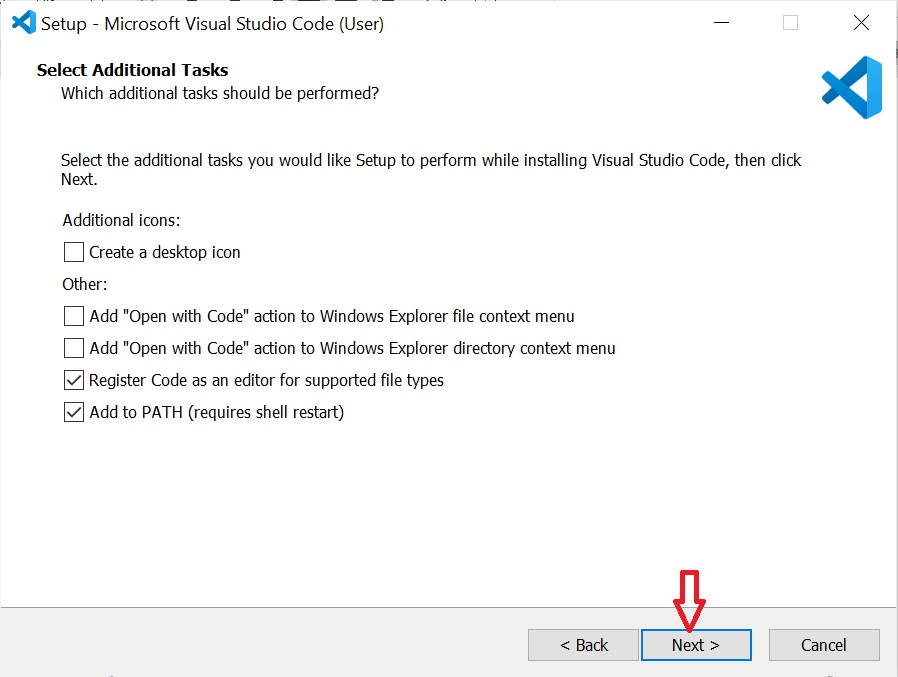 Setup - Microsoft Visual Studio Code (User)
Select Additional Tasks
Which additional tasks should be performed?
Select the additional tasks you would like Setup to perform while installing Visual Studio Code, then click
Next.
Additional icons:
Create a desktop icon
Other:
Add "Open with Code" action to Windows Explorer file context menu
Add "Open with Code" action to Windows Explorer directory context menu
Register Code as an editor for supported file types
Add to PATH (requires shell restart)
< Back
Next >
Cancel